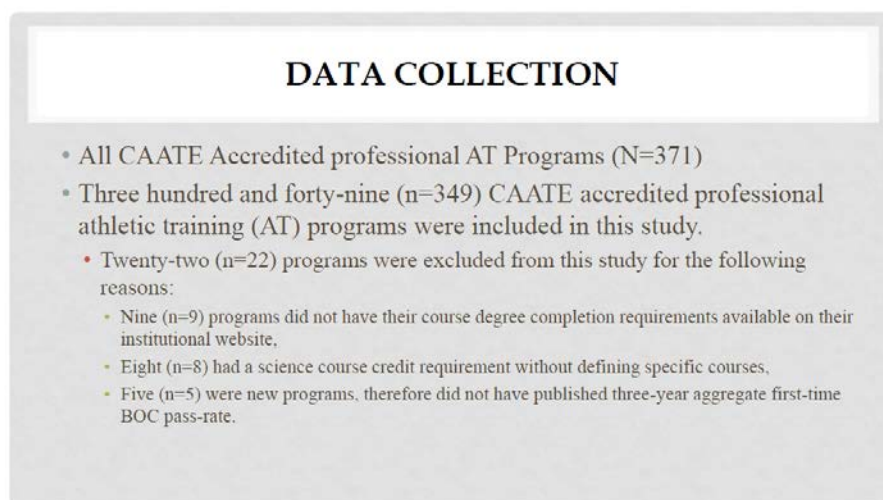 DATA COLLECTION
• All CAATE Accredited professional AT Programs (N=371)
• Three hundred and forty-nine (n=349) CAATE accredited professional
athletic training (AT) programs were included in this study.
• Twenty-two (n=22) programs were excluded from this study for the following
reasons:
• Nine (n=9) programs did not have their course degree completion requirements available on their
institutional website,
• Eight (n=8) had a science course credit requirement without defining specific courses,
• Five (n=5) were new programs, therefore did not have published three-year aggregate first-time
BOC pass-rate.